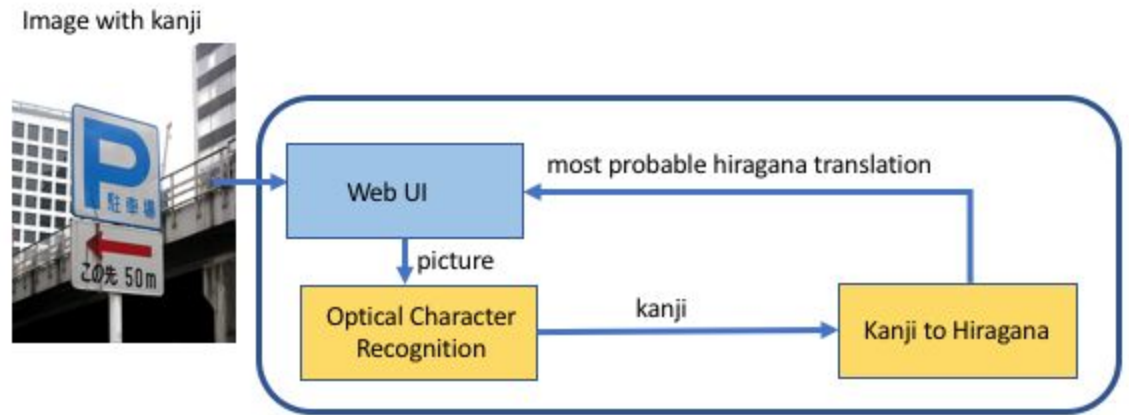 Image with kanji
P
駐車場
この先 50m
Web UI
most probable hiragana translation
picture
Optical Character
Recognition
kanji
Kanji to Hiragana